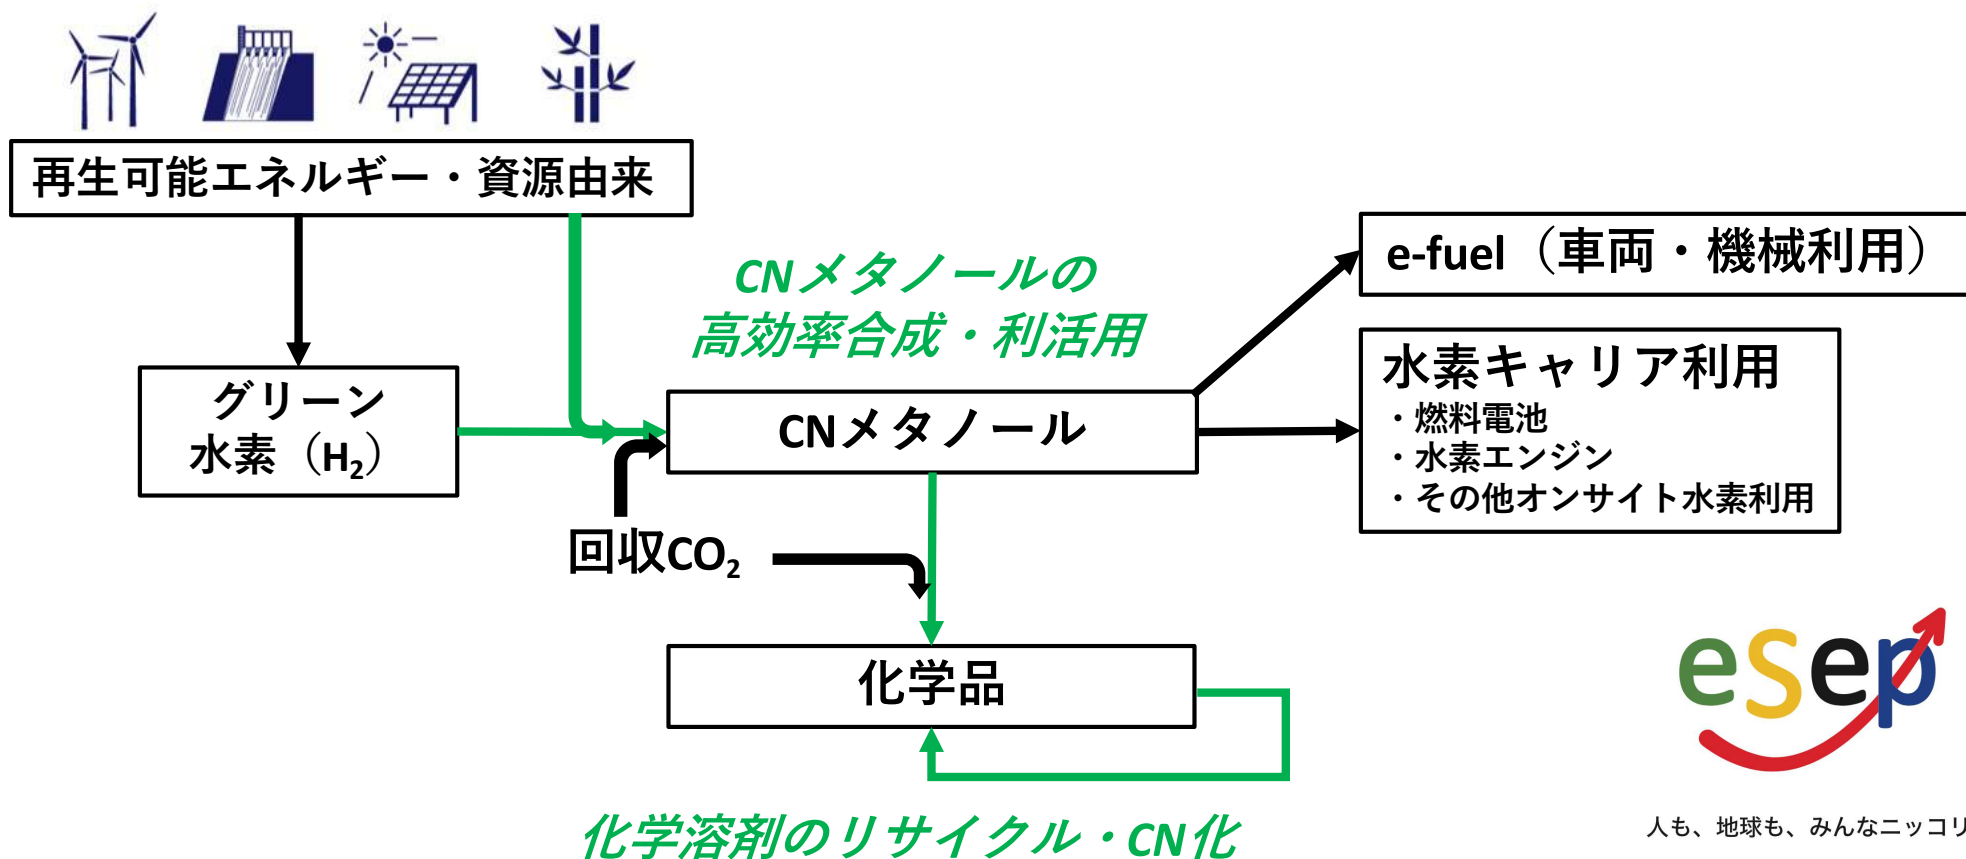 再生可能エネルギー・資源由来
CNメタノールの
高効率合成・利活用
e-fuel（車両・機械利用）
グリーン
水素（H₂）
CNメタノール
水素キャリア利用
・燃料電池
・水素エンジン
・その他オンサイト水素利用
回収CO₂
化学品
esep
化学溶剤のリサイクル・CN化
人も、地球も、みんなニッコリ